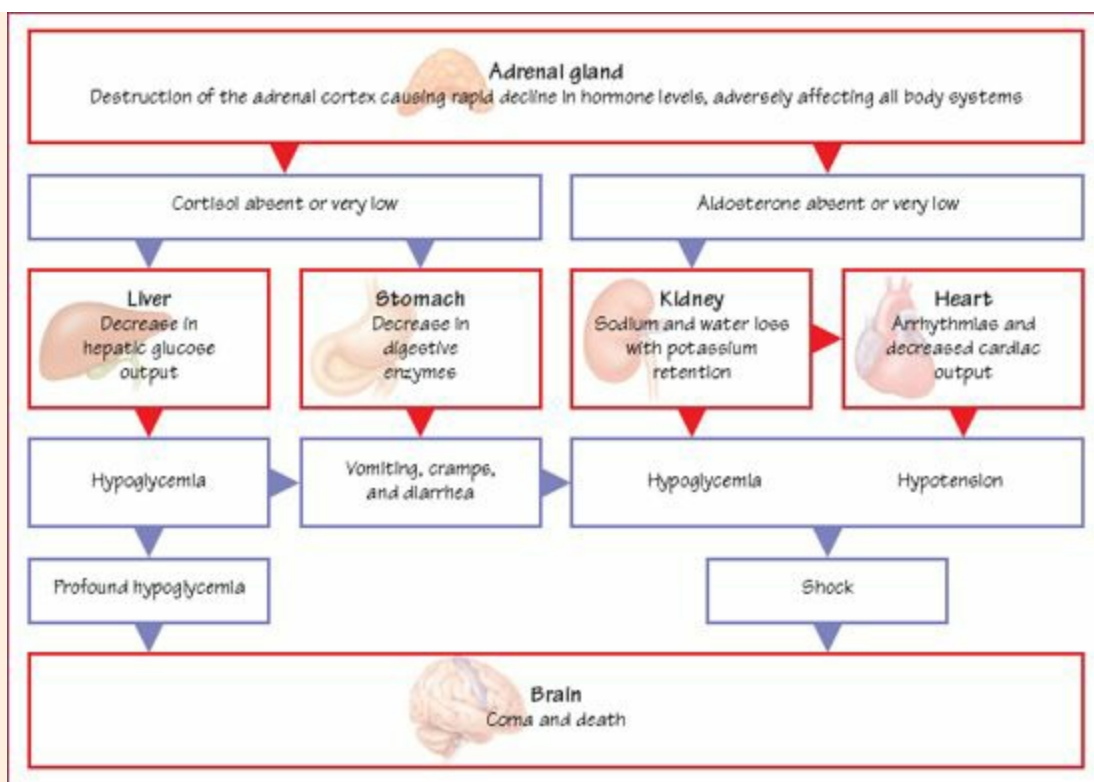 Adrenal gland
Destruction of the adrenal cortex causing rapid decline in hormone levels, adversely affecting all body systems
Cortisol absent or very low
Aldosterone absent or very low
Liver
Decrease in
hepatic glucose
output
Stomach
Decrease in
digestive
enzymes
Kidney
Sodium and water loss
with potassium
retention
Heart
Arrhythmias and
decreased cardiac
output
Hypoglycemia
Vomiting, cramps,
and diarrhea
Hypoglycemia
Hypotension
Profound hypoglycemia
Shock
Brain
Coma and death